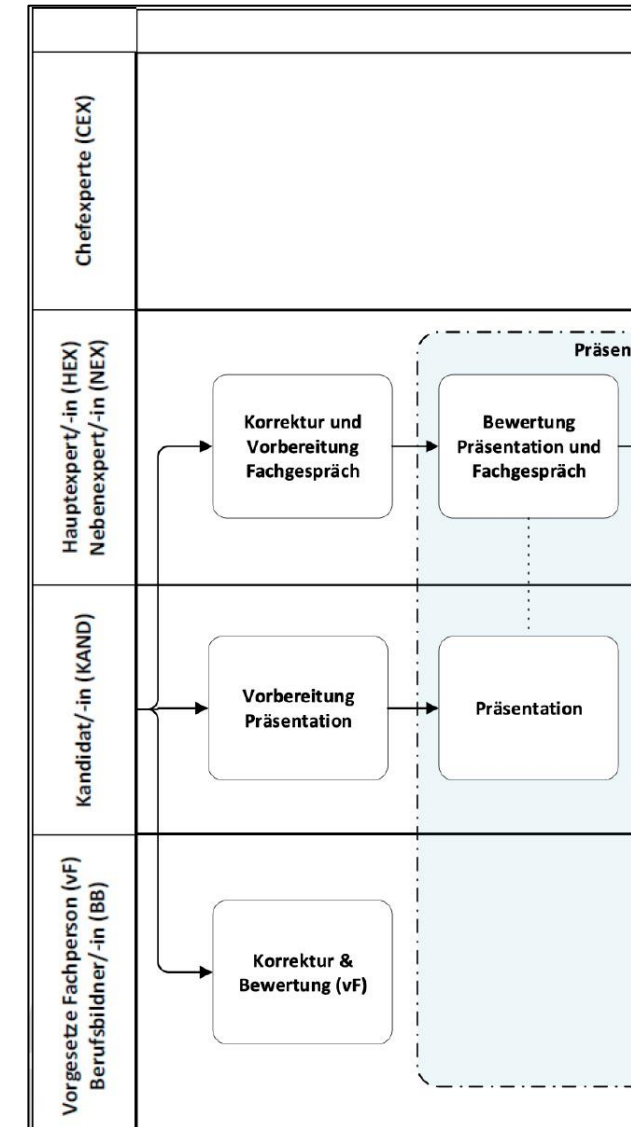 Chefexperte (CEX)
Hauptexpert/-in (HEX)
Nebenexpert/-in (NEX)
Präsen
Korrektur und
Vorbereitung
Fachgespräch
Bewertung
Präsentation und
Fachgespräch
Kandidat/-in (KAND)
Vorbereitung
Präsentation
Präsentation
Vorgesetze Fachperson (vF)
Berufsbildner/-in (BB)
Korrektur &
Bewertung (vF)